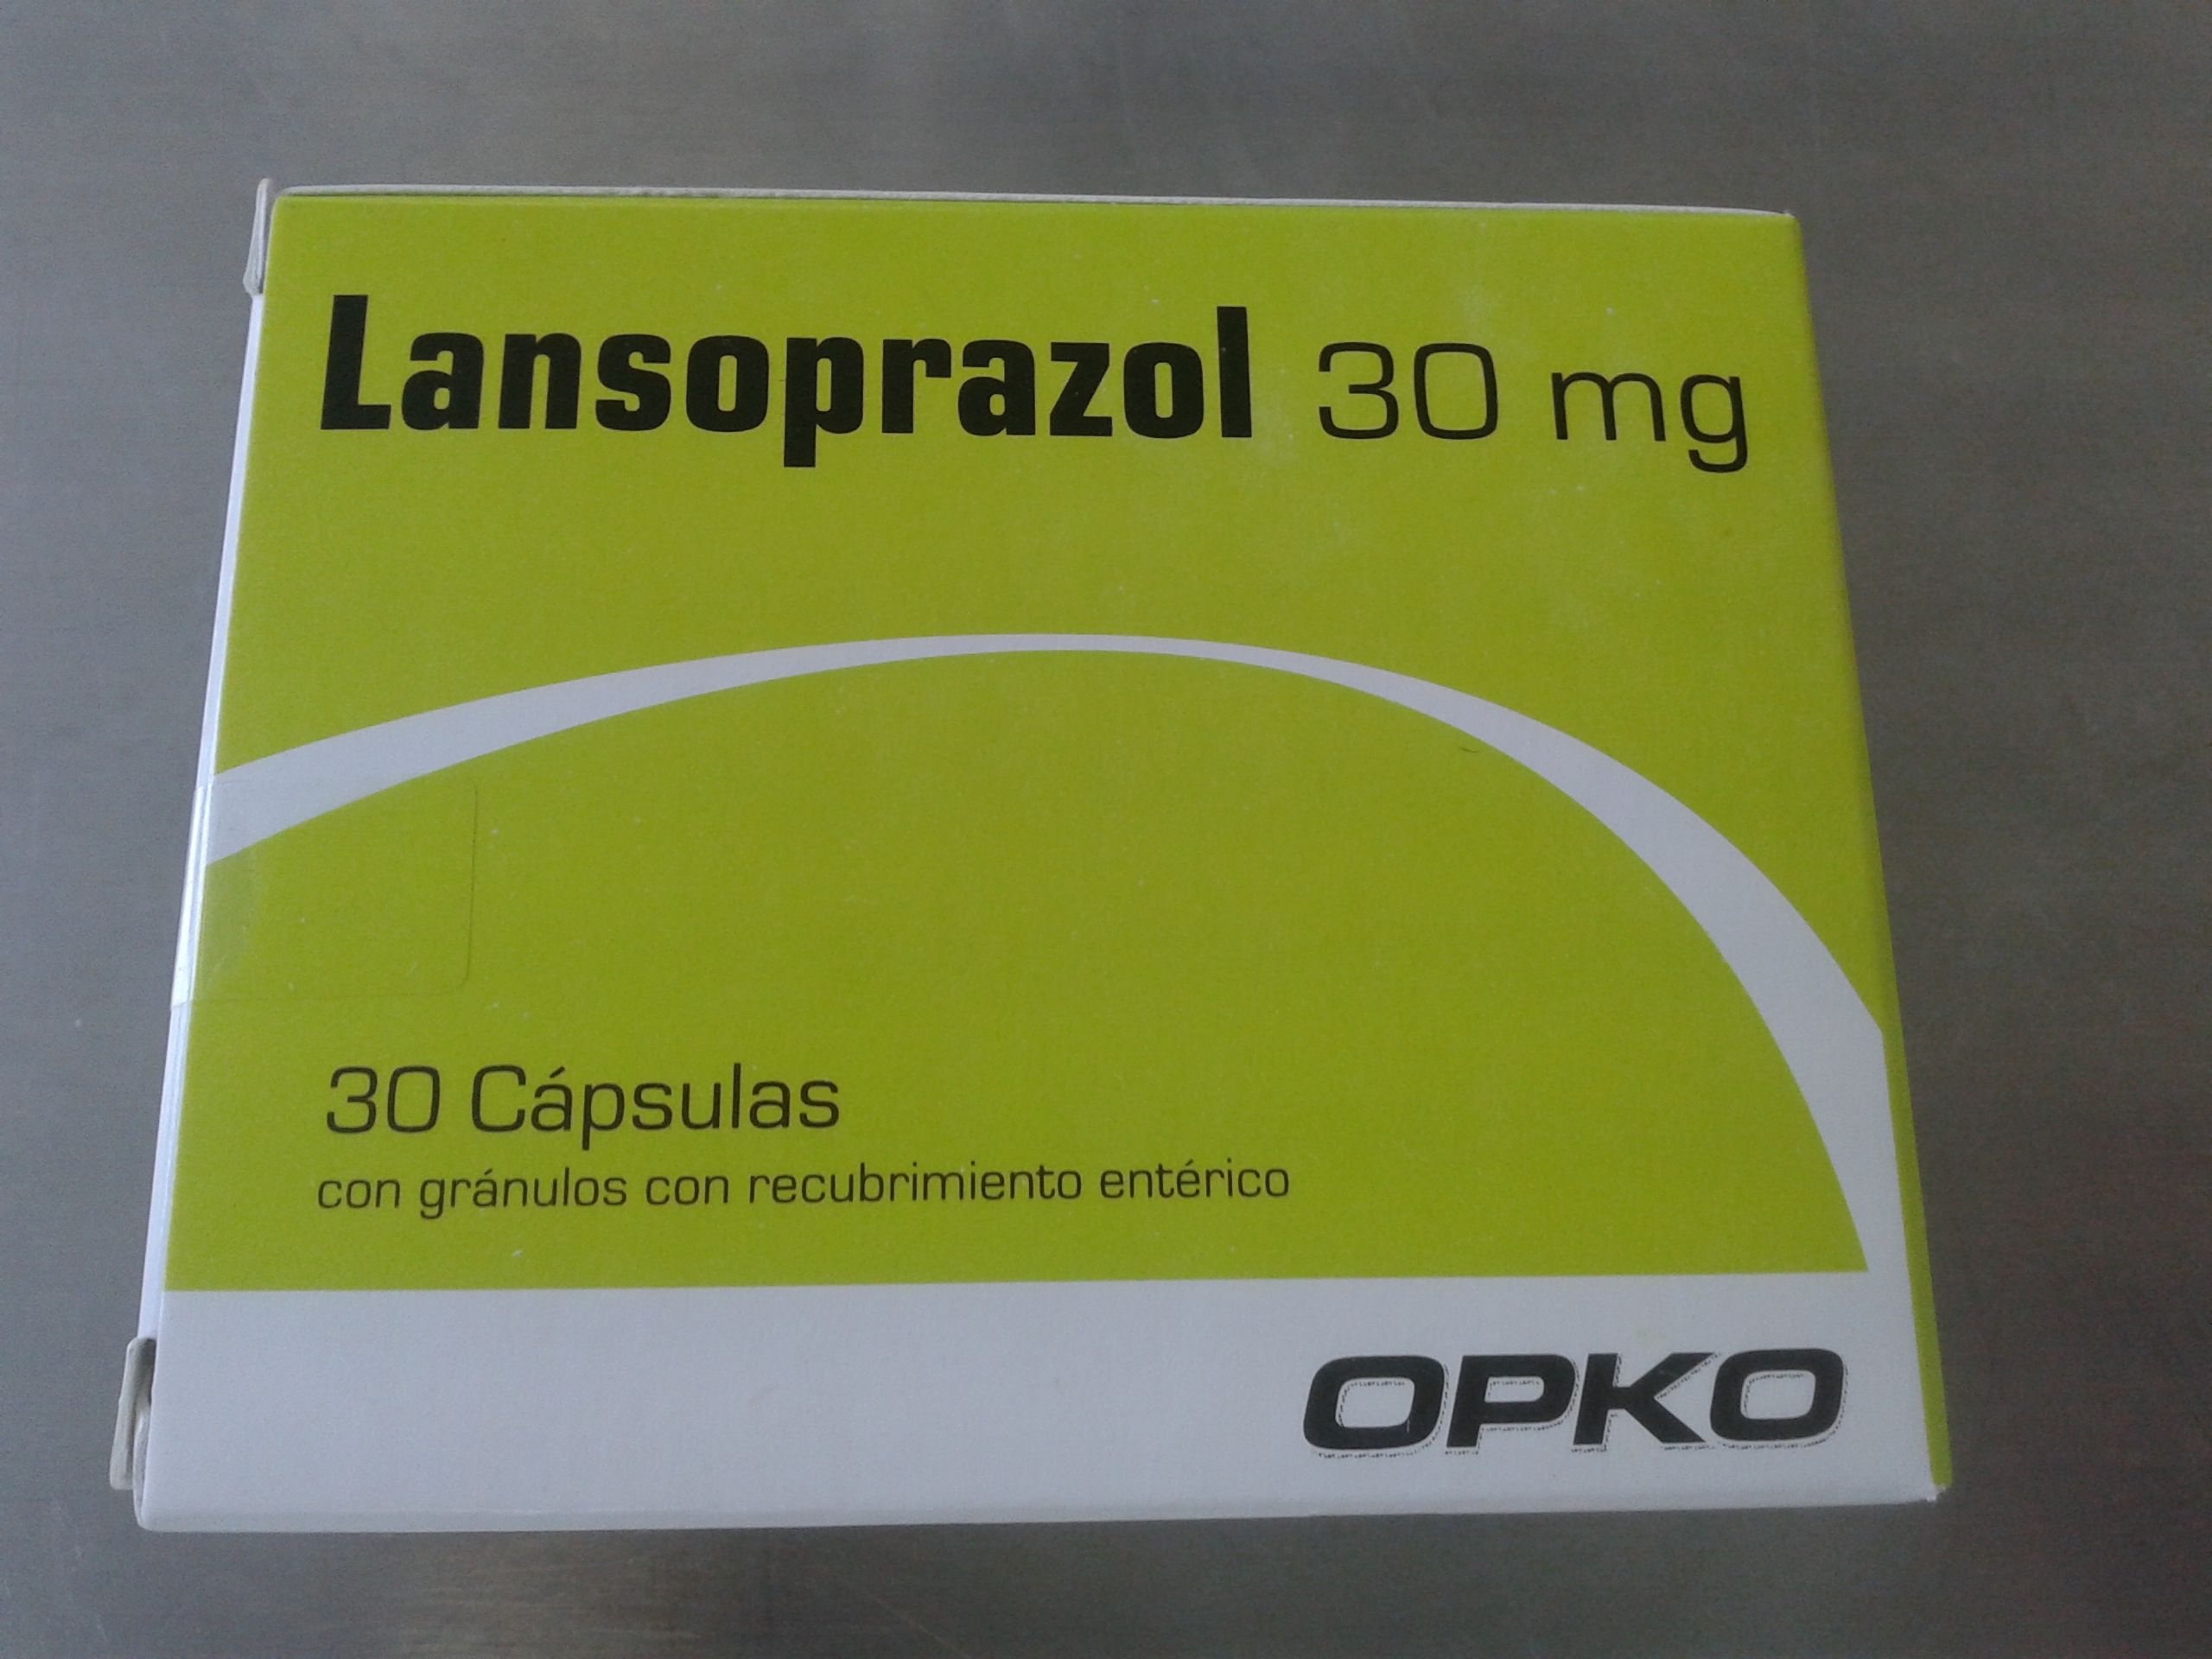 Lansoprazol 30 mg
30 Cápsulas
con gránulos con recubrimiento entérico
OPKO